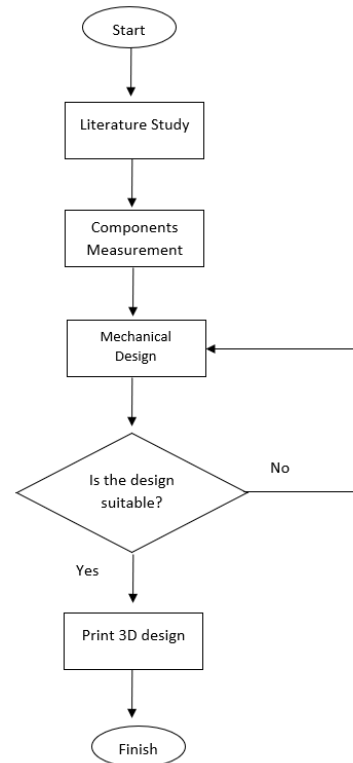 Start
Literature Study
Components
Measurement
Mechanical
Design
Is the design
suitable?
No
Yes
Print 3D design
Finish